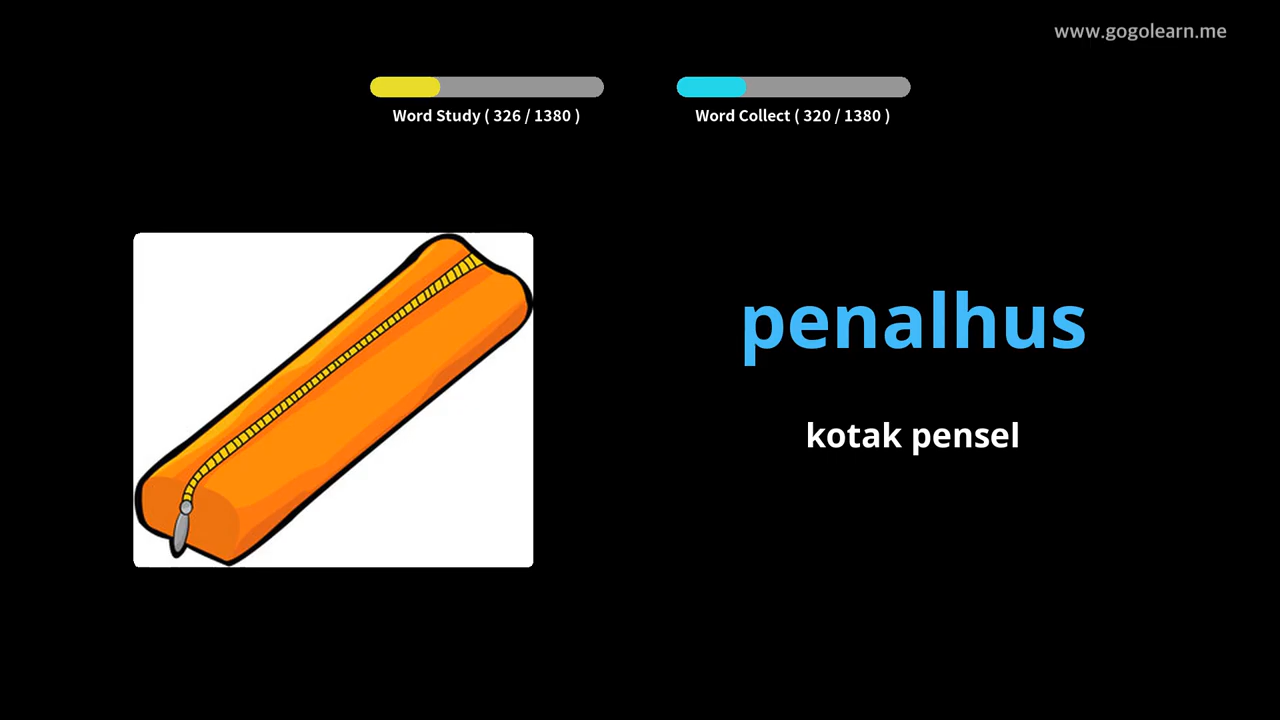 www.gogolearn.me
Word Study ( 326 / 1380 )
Word Collect ( 320 / 1380 )
penalhus
kotak pensel